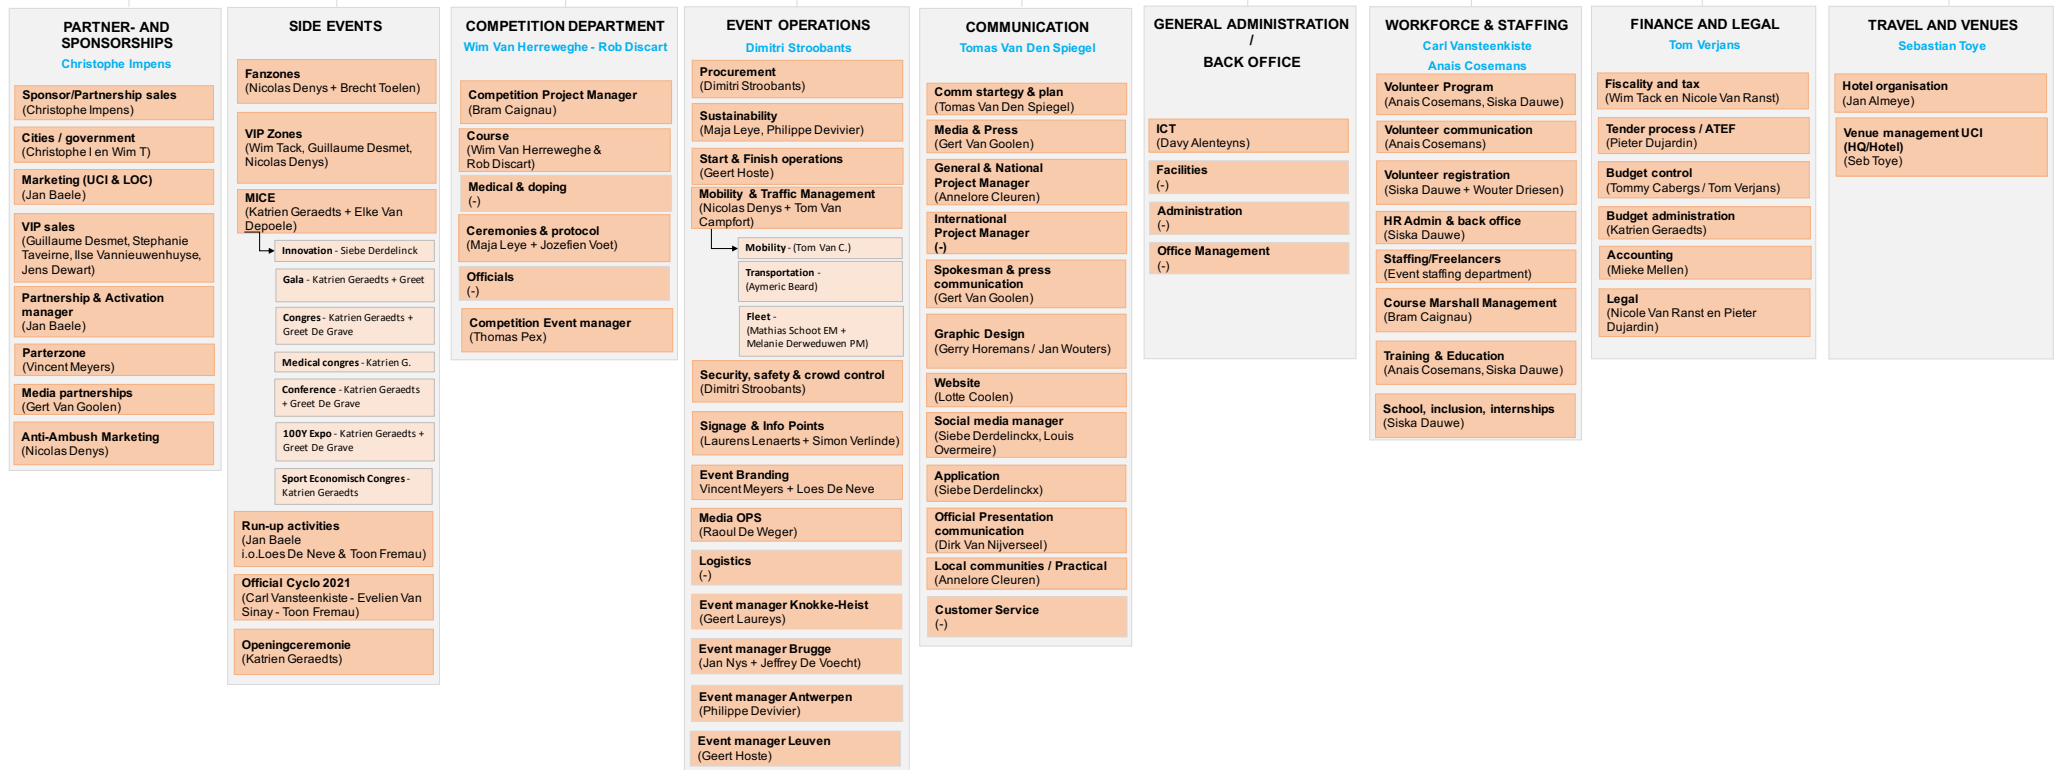 PARTNER- AND
SPONSORSHIPS
Christophe Impens
Sponsor/Partnership sales
(Christophe Impens)
Cities / government
(Christophe I en Wim T)
Marketing (UCI & LOC)
(Jan Baele)
VIP sales
(Guillaume Desmet, Stephanie
Taveirne, Ilse Vannieuwenhuyse,
Jens Dewart)
Partnership & Activation
manager
(Jan Baele)
Parterzone
(Vincent Meyers)
Media partnerships
(Gert Van Goolen)
Anti-Ambush Marketing
(Nicolas Denys)
SIDE EVENTS
Fanzones
(Nicolas Denys + Brecht Toelen)
VIP Zones
(Wim Tack, Guillaume Desmet,
Nicolas Denys)
MICE
(Katrien Geraedts + Elke Van
Depoele)
Innovation - Siebe Derdelinck
Gala - Katrien Geraedts + Greet
Congres - Katrien Geraedts +
Greet De Grave
Medical congres - Katrien G.
Conference - Katrien Geraedts
+ Greet De Grave
100Y Expo - Katrien Geraedts +
Greet De Grave
Sport Economisch Congres -
Katrien Geraedts
Run-up activities
(Jan Baele
i.o.Loes De Neve & Toon Fremau)
Official Cyclo 2021
(Carl Vansteenkiste - Evelien Van
Sinay - Toon Fremau)
Openingceremonie
(Katrien Geraedts)
COMPETITION DEPARTMENT
Wim Van Herreweghe - Rob Discart
Competition Project Manager
(Bram Caignau)
Course
(Wim Van Herreweghe &
Rob Discart)
Medical & doping
(-)
Ceremonies & protocol
(Maja Leye + Jozefien Voet)
Officials
(-)
Competition Event manager
(Thomas Pex)
EVENT OPERATIONS
Dimitri Stroobants
Procurement
(Dimitri Stroobants)
Sustainability
(Maja Leye, Philippe Devivier)
Start & Finish operations
(Geert Hoste)
Mobility & Traffic Management
(Nicolas Denys + Tom Van
Campfort)
Mobility - (Tom Van C.)
Transportation -
(Aymeric Beard)
Fleet -
(Mathias Schoot EM +
Melanie Derweduwen PM)
Security, safety & crowd control
(Dimitri Stroobants)
Signage & Info Points
(Laurens Lenaerts + Simon Verlinde)
Event Branding
Vincent Meyers + Loes De Neve
Media OPS
(Raoul De Weger)
Logistics
(-)
Event manager Knokke-Heist
(Geert Laureys)
Event manager Brugge
(Jan Nys + Jeffrey De Voecht)
Event manager Antwerpen
(Philippe Devivier)
Event manager Leuven
(Geert Hoste)
COMMUNICATION
Tomas Van Den Spiegel
Comm startegy & plan
(Tomas Van Den Spiegel)
Media & Press
(Gert Van Goolen)
General & National
Project Manager
(Annelore Cleuren)
International
Project Manager
(-)
Spokesman & press
communication
(Gert Van Goolen)
Graphic Design
(Gerry Horemans / Jan Wouters)
Website
(Lotte Coolen)
Social media manager
(Siebe Derdelinckx, Louis
Overmeire)
Application
(Siebe Derdelinckx)
Official Presentation
communication
(Dirk Van Nijverseel)
Local communities / Practical
(Annelore Cleuren)
Customer Service
(-)
GENERAL ADMINISTRATION
/
BACK OFFICE
ICT
(Davy Alenteyns)
Facilities
(-)
Administration
(-)
Office Management
(-)
WORKFORCE & STAFFING
Carl Vansteenkiste
Anais Cosemans
Volunteer Program
(Anais Cosemans, Siska Dauwe)
Volunteer communication
(Anais Cosemans)
Volunteer registration
(Siska Dauwe + Wouter Driesen)
HR Admin & back office
(Siska Dauwe)
Staffing/Freelancers
(Event staffing department)
Course Marshall Management
(Bram Caignau)
Training & Education
(Anais Cosemans, Siska Dauwe)
School, inclusion, internships
(Siska Dauwe)
FINANCE AND LEGAL
Tom Verjans
Fiscality and tax
(Wim Tack en Nicole Van Ranst)
Tender process / ATEF
(Pieter Dujardin)
Budget control
(Tommy Cabergs / Tom Verjans)
Budget administration
(Katrien Geraedts)
Accounting
(Mieke Mellen)
Legal
(Nicole Van Ranst en Pieter
Dujardin)
TRAVEL AND VENUES
Sebastian Toye
Hotel organisation
(Jan Almeye)
Venue management UCI
(HQ/Hotel)
(Seb Toye)